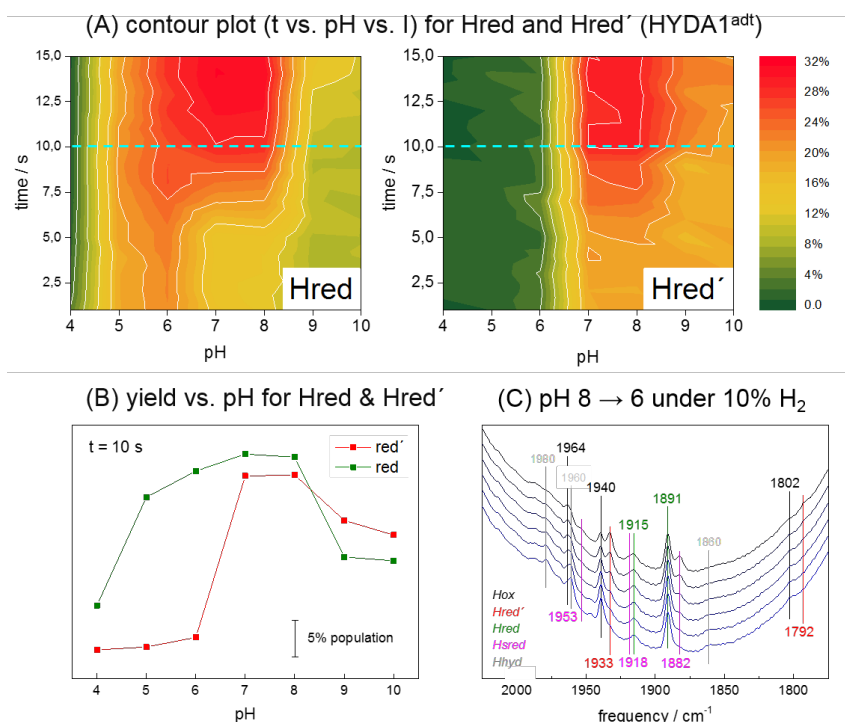 (A) contour plot (t vs. pH vs. I) for Hred and Hred´ (HYDA1adt)
15.0
12.5
10,0
7.5
5.0
2,5
time / s
4 5 6 7 8 9 10
pH
Hred
15.0
12.5
10,0
7.5
5.0
2,5
time / s
4 5 6 7 8 9 10
pH
Hred´
32%
28%
24%
20%
16%
12%
8%
4%
0.0
(B) yield vs. pH for Hred & Hred´
t = 10 s
red´
red
5% population
4 5 6 7 8 9 10
pH
(C) pH 8 → 6 under 10% H2
1964
1980
1960
1940
1802
1891
1915
1860
Hox
Hred´
Hred
Hsred
Hhyd
1953
1933
1918
1882
1792
2000 1950 1900 1850 1800
frequency / cm-1